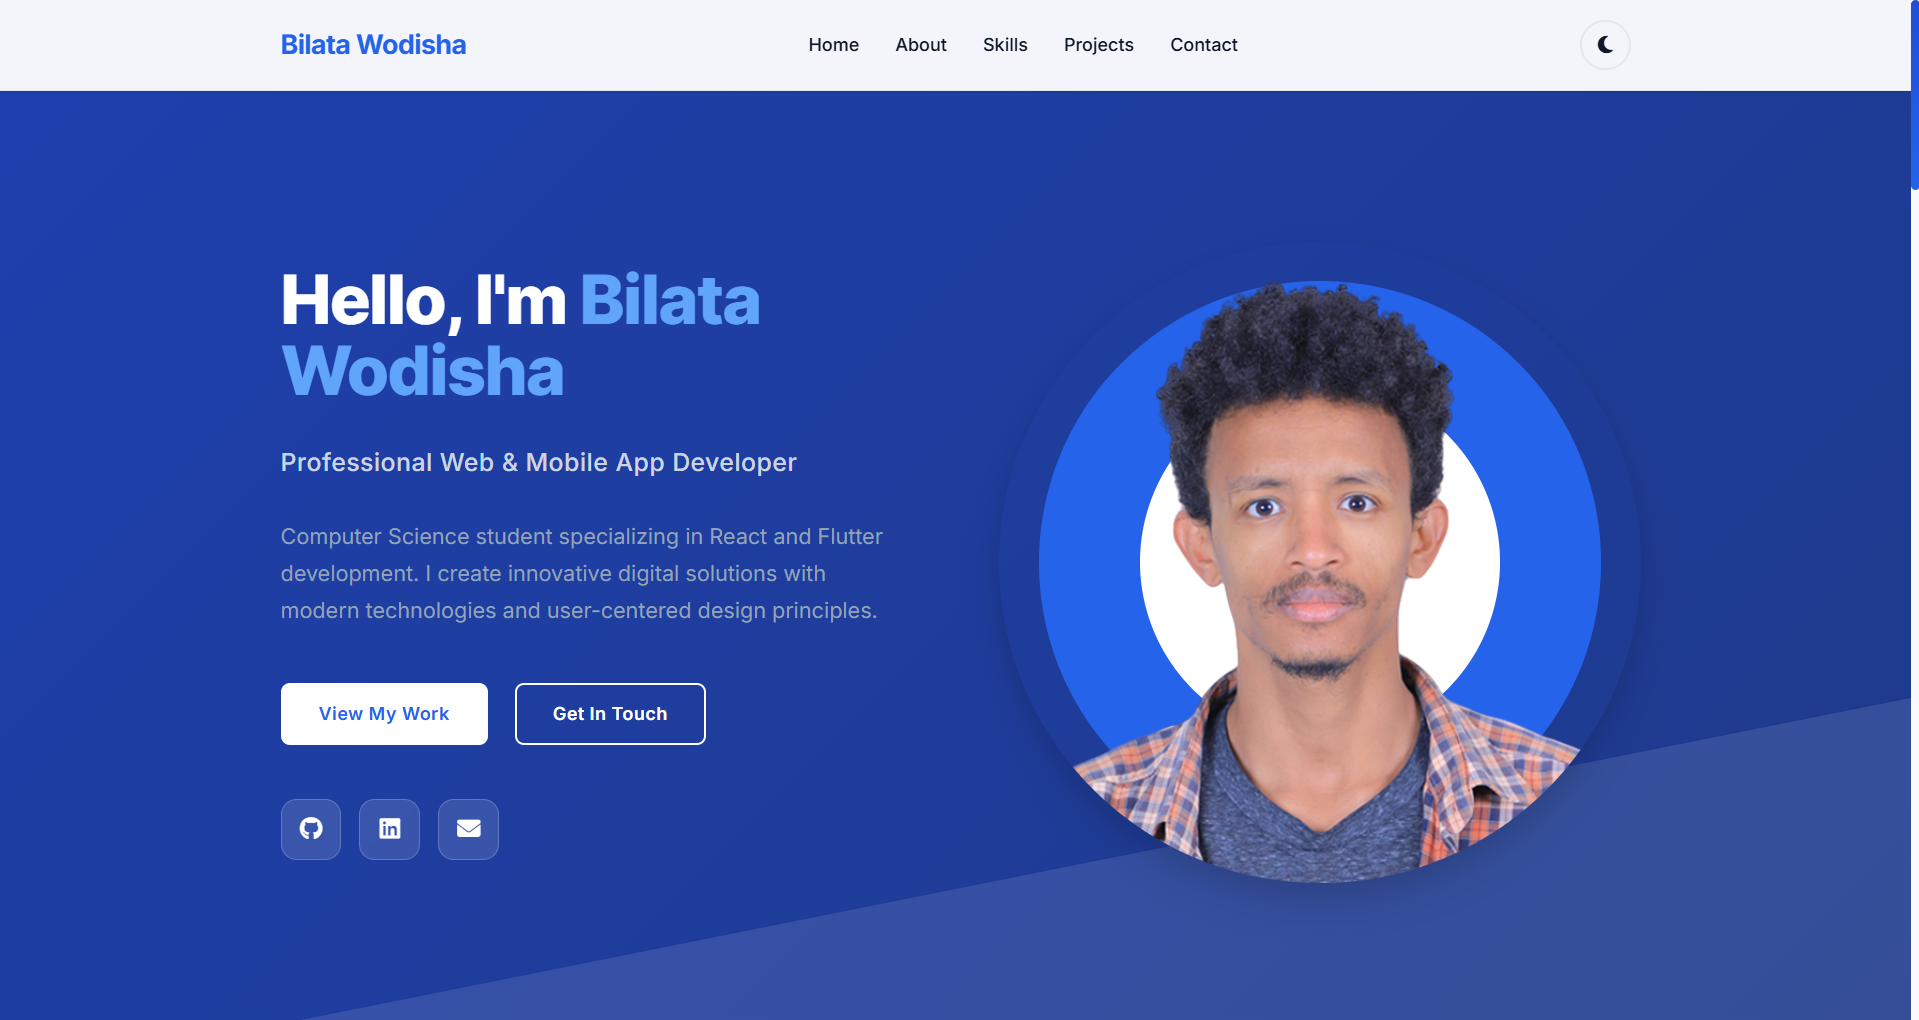 Bilata Wodisha
Home
About
Skills
Projects
Contact
Hello, I'm Bilata
Wodisha
Professional Web & Mobile App Developer
Computer Science student specializing in React and Flutter
development. I create innovative digital solutions with
modern technologies and user-centered design principles.
View My Work
Get In Touch